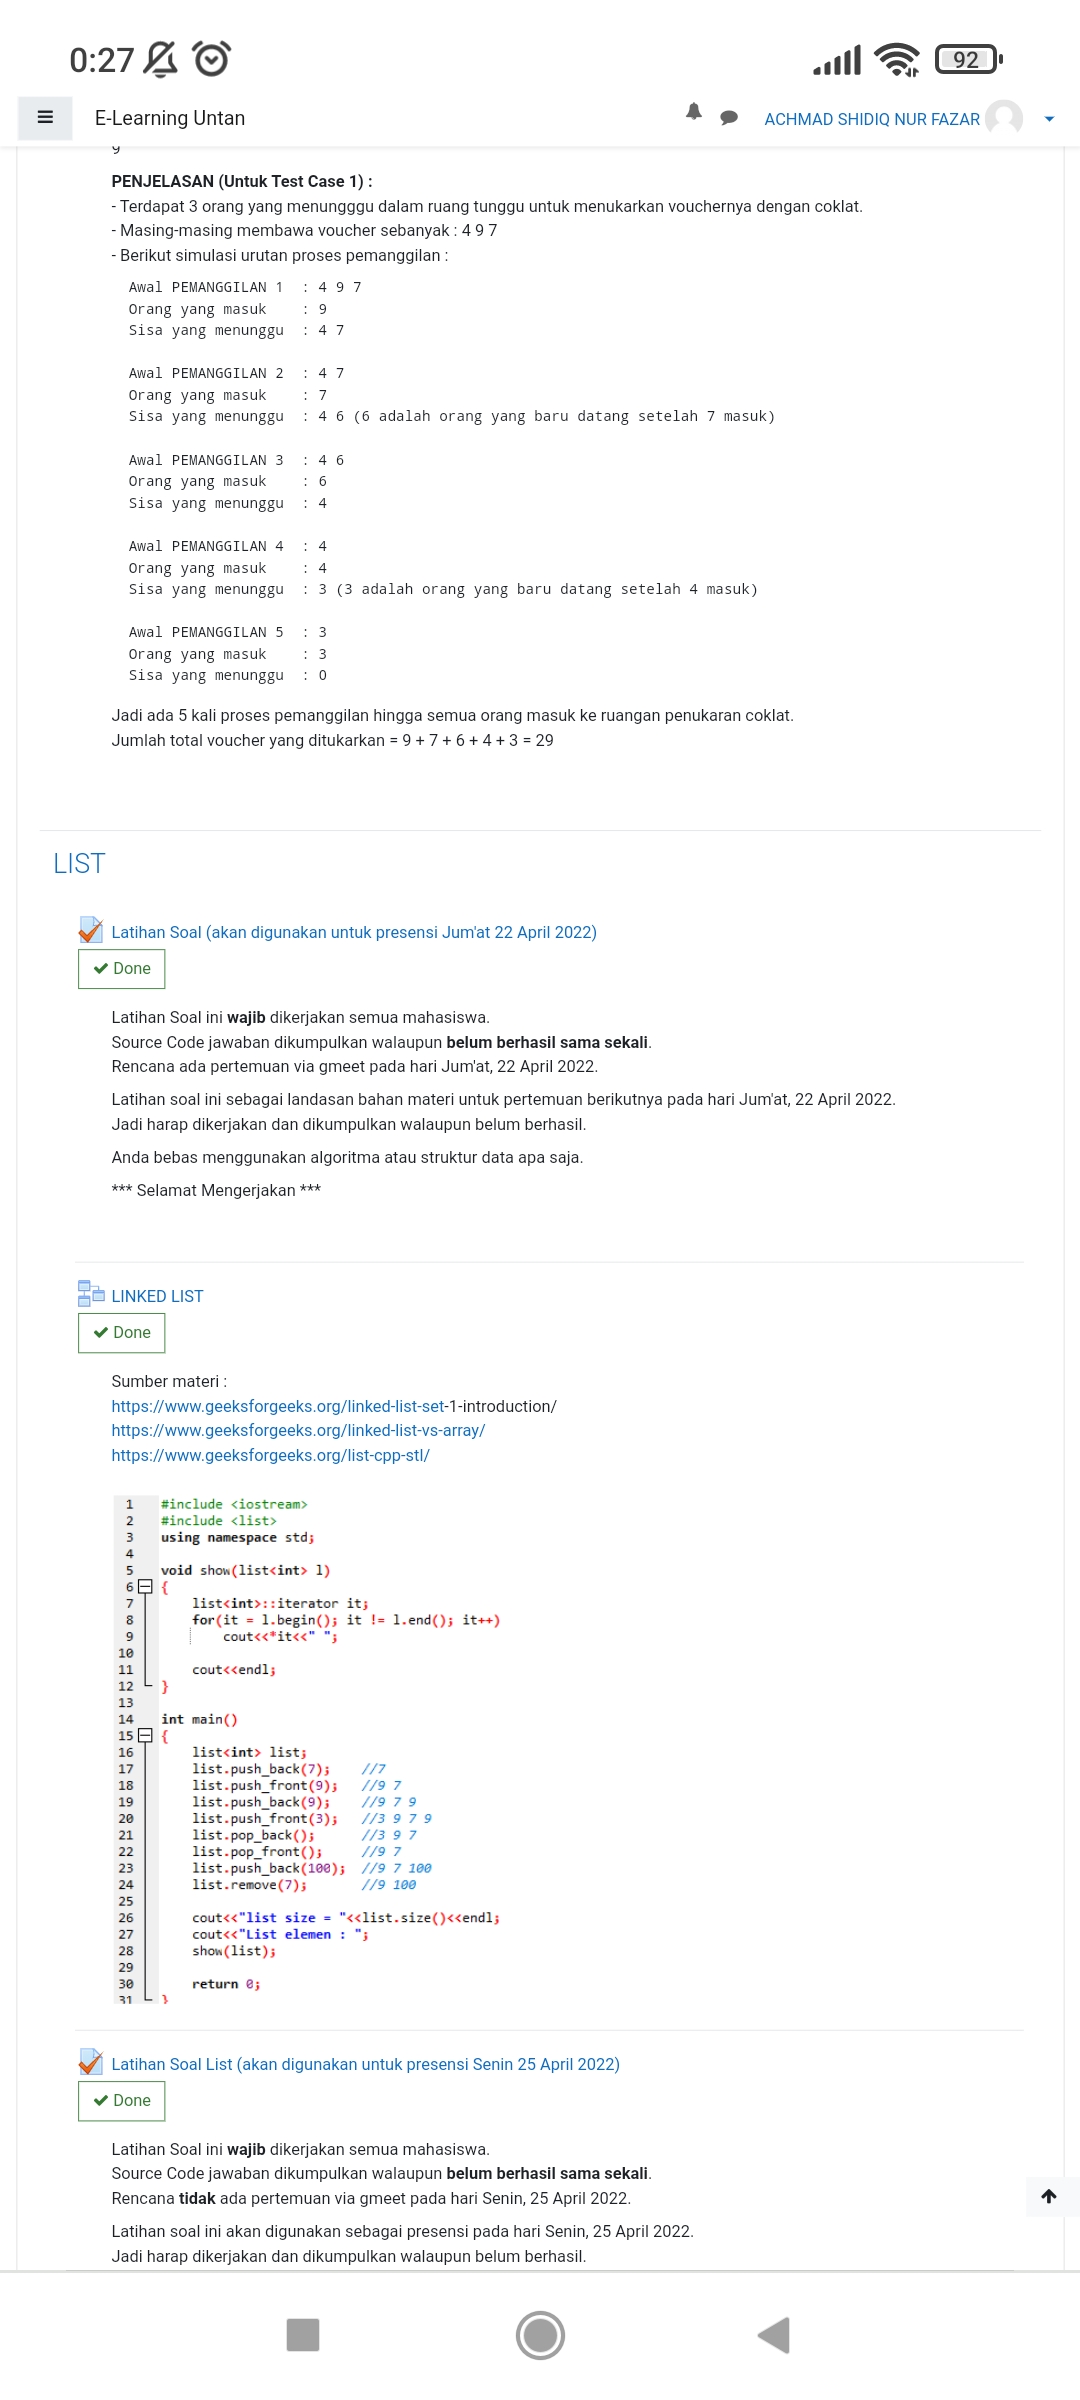 0:27
92
E-Learning Untan
ACHMAD SHIDIQ NUR FAZAR
9
PENJELASAN (Untuk Test Case 1) :
- Terdapat 3 orang yang menungggu dalam ruang tunggu untuk menukarkan vouchernya dengan coklat.
- Masing-masing membawa voucher sebanyak : 4 9 7
- Berikut simulasi urutan proses pemanggilan :
Awal PEMANGGILAN 1 : 4 9 7
Orang yang masuk : 9
Sisa yang menunggu : 4 7
Awal PEMANGGILAN 2 : 4 7
Orang yang masuk : 7
Sisa yang menunggu : 4 6 (6 adalah orang yang baru datang setelah 7 masuk)
Awal PEMANGGILAN 3 : 4 6
Orang yang masuk : 6
Sisa yang menunggu : 4
Awal PEMANGGILAN 4 : 4
Orang yang masuk : 4
Sisa yang menunggu : 3 (3 adalah orang yang baru datang setelah 4 masuk)
Awal PEMANGGILAN 5 : 3
Orang yang masuk : 3
Sisa yang menunggu : 0
Jadi ada 5 kali proses pemanggilan hingga semua orang masuk ke ruangan penukaran coklat.
Jumlah total voucher yang ditukarkan = 9 + 7 + 6 + 4 + 3 = 29
LIST
Latihan Soal (akan digunakan untuk presensi Jum'at 22 April 2022)
Done
Latihan Soal ini wajib dikerjakan semua mahasiswa.
Source Code jawaban dikumpulkan walaupun belum berhasil sama sekali.
Rencana ada pertemuan via gmeet pada hari Jum'at, 22 April 2022.
Latihan soal ini sebagai landasan bahan materi untuk pertemuan berikutnya pada hari Jum'at, 22 April 2022.
Jadi harap dikerjakan dan dikumpulkan walaupun belum berhasil.
Anda bebas menggunakan algoritma atau struktur data apa saja.
*** Selamat Mengerjakan ***
LINKED LIST
Done
Sumber materi :
https://www.geeksforgeeks.org/linked-list-set-1-introduction/
https://www.geeksforgeeks.org/linked-list-vs-array/
https://www.geeksforgeeks.org/list-cpp-stl/
1 #include <iostream>
2 #include <list>
3 using namespace std;
4
5 void show(list<int> l)
6 {
7 list<int>::iterator it;
8 for(it = l.begin(); it != l.end(); it++)
9 cout<<*it<<" ";
10
11 cout<<endl;
12 }
13
14 int main()
15 {
16 list<int> list;
17 list.push_back(7); //7
18 list.push_front(9); //9 7
19 list.push_back(9); //9 7 9
20 list.push_front(3); //3 9 7 9
21 list.pop_back(); //3 9 7
22 list.pop_front(); //9 7
23 list.push_back(100); //9 7 100
24 list.remove(7); //9 100
25
26 cout<<"list size = "<<list.size()<<endl;
27 cout<<"List elemen : ";
28 show(list);
29
30 return 0;
31 }
Latihan Soal List (akan digunakan untuk presensi Senin 25 April 2022)
Done
Latihan Soal ini wajib dikerjakan semua mahasiswa.
Source Code jawaban dikumpulkan walaupun belum berhasil sama sekali.
Rencana tidak ada pertemuan via gmeet pada hari Senin, 25 April 2022.
Latihan soal ini akan digunakan sebagai presensi pada hari Senin, 25 April 2022.
Jadi harap dikerjakan dan dikumpulkan walaupun belum berhasil.